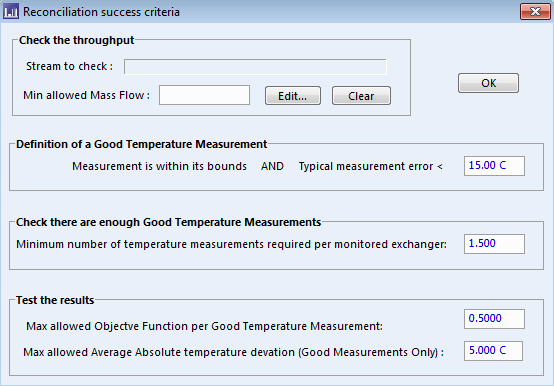 Reconciliation success criteria
Check the throughput
Stream to check :
Min allowed Mass Flow :
Edit...
Clear
OK
Definition of a Good Temperature Measurement
Measurement is within its bounds AND Typical measurement error < 15.00 C
Check there are enough Good Temperature Measurements
Minimum number of temperature measurements required per monitored exchanger: 1.500
Test the results
Max allowed Objectve Function per Good Temperature Measurement: 0.5000
Max allowed Average Absolute temperature devation (Good Measurements Only) : 5.000 C